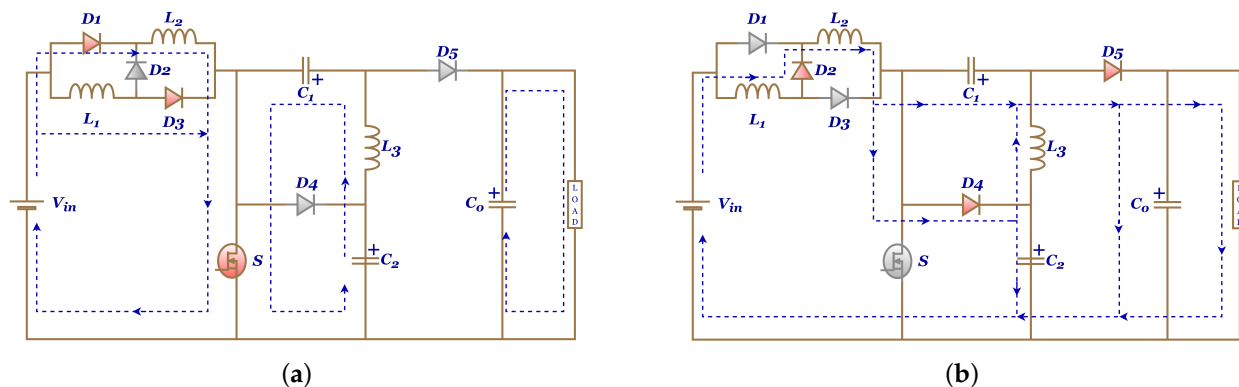 D1
L2
D2
L1
D3
C1
+
D5
L3
D4
Vin
S
+
C2
Co
+
LOAD
(a)
D1
L2
D2
L1
D3
C1
+
D5
L3
D4
Vin
S
+
C2
Co
+
(b)